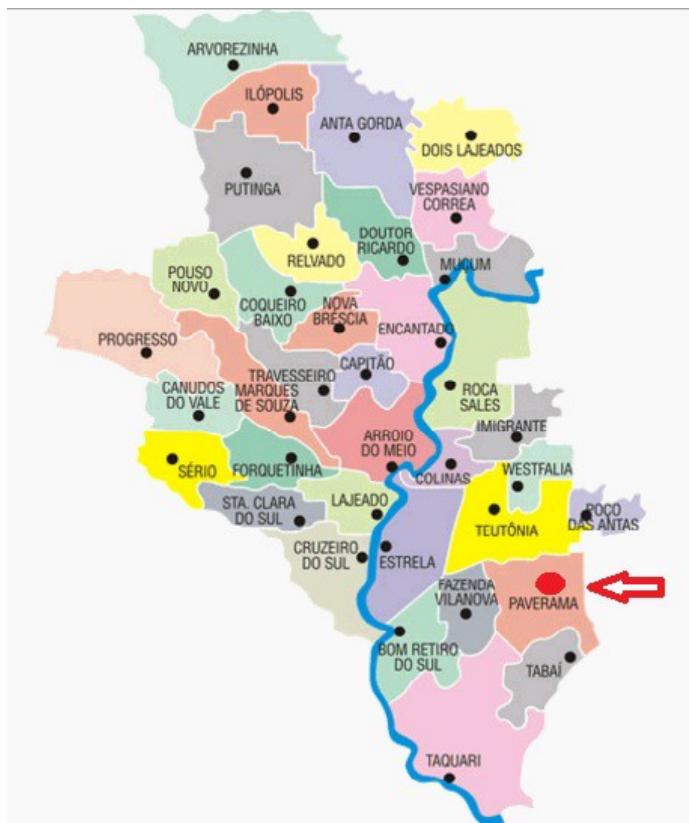 ARVOREZINHA
ILÓPOLIS
ANTA GORDA
DOIS LAJEADOS
PUTINGA
VESPASIANO
CORREA
DOUTOR
RICARDO
RELVADO
MUÇUM
POUSO
NOVO
COQUEIRO
BAIXO
NOVA
BRÉSCIA
ENCANTADO
PROGRESSO
CAPITÃO
TRAVESSEIRO
MARQUES
DE SOUZA
CANUDOS
DO VALE
ROCA
SALES
IMIGRANTE
ARROIO
DO MEIO
SÉRIO
FORQUETINHA
COLINAS
WESTFALIA
STA. CLARA
DO SUL
LAJEADO
TEUTÔNIA
POÇO
DAS ANTAS
CRUZEIRO
DO SUL
ESTRELA
FAZENDA
VILANOVA
PAVERAMA
BOM RETIRO
DO SUL
TABAÍ
TAQUARI